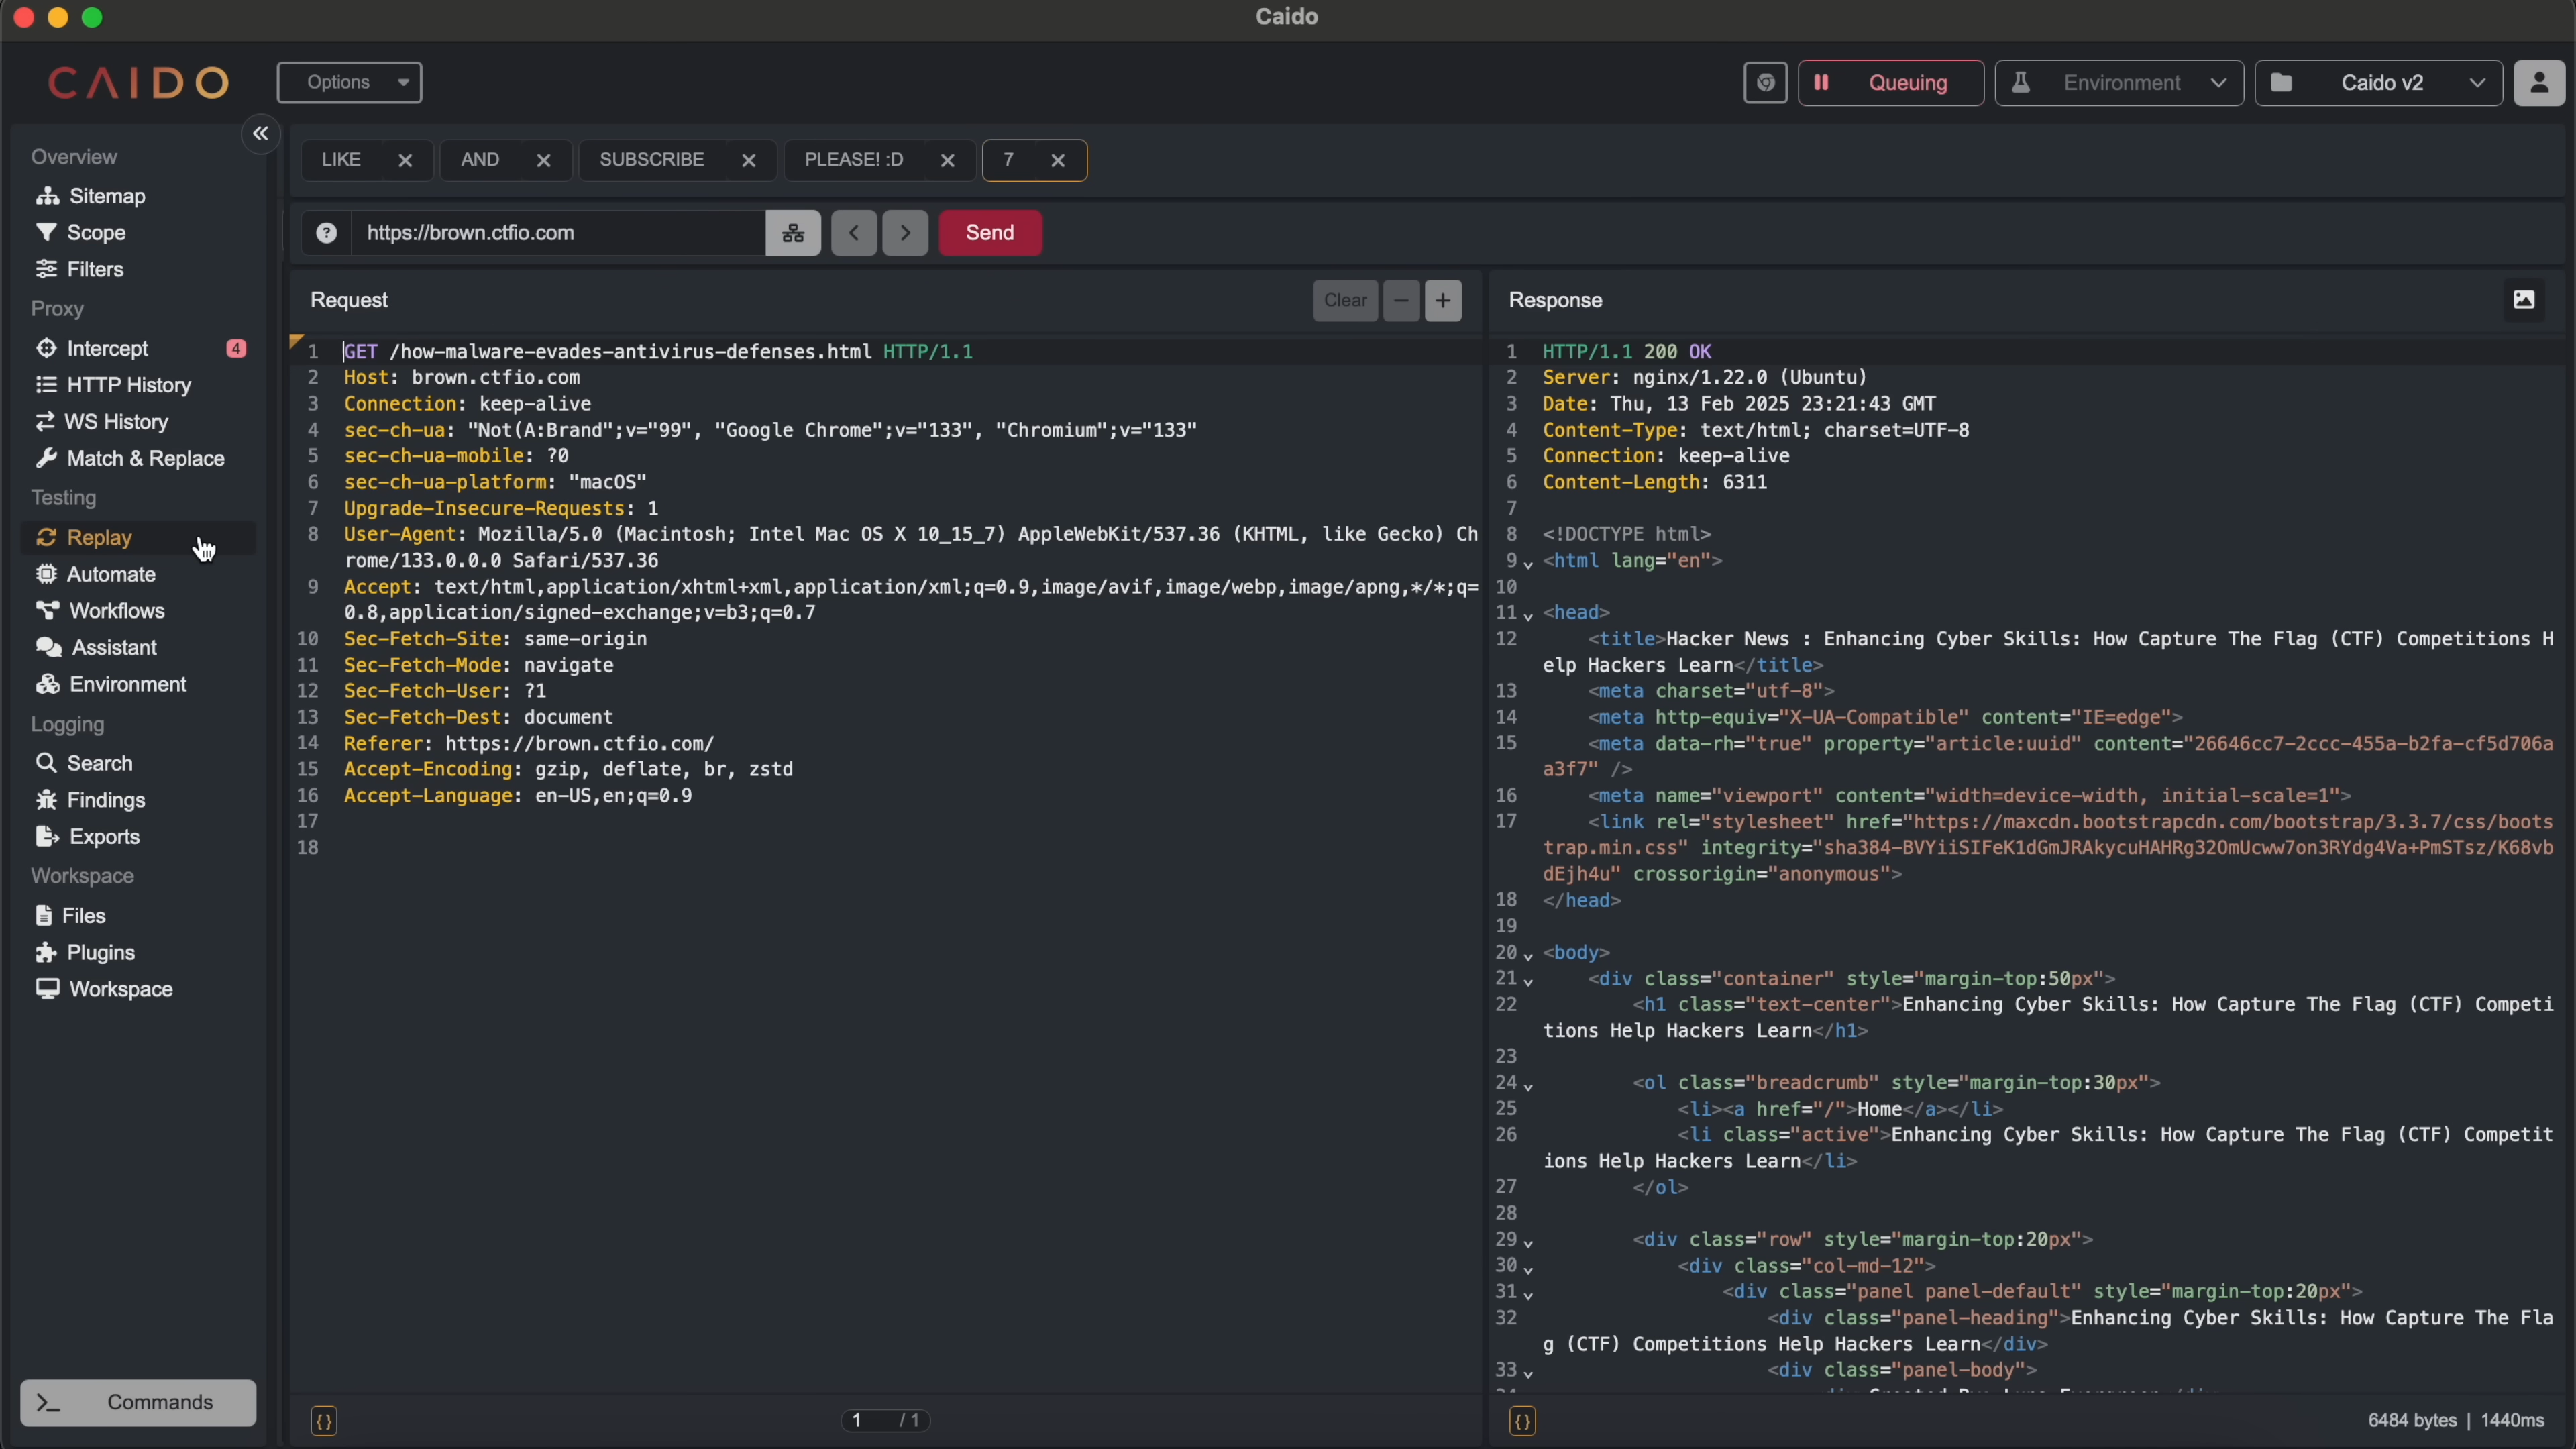 Caido
CAIDO
Options
Queuing
Environment
Caido v2
Overview
Sitemap
Scope
Filters
Proxy
Intercept 4
HTTP History
WS History
Match & Replace
Testing
Replay
Automate
Workflows
Assistant
Environment
Logging
Search
Findings
Exports
Workspace
Files
Plugins
Workspace
Commands
LIKE
AND
SUBSCRIBE
PLEASE! :D
7
https://brown.ctfio.com
Send
Request
Clear
1 GET /how-malware-evades-antivirus-defenses.html HTTP/1.1
2 Host: brown.ctfio.com
3 Connection: keep-alive
4 sec-ch-ua: "Not(A:Brand";v="99", "Google Chrome";v="133", "Chromium";v="133"
5 sec-ch-ua-mobile: ?0
6 sec-ch-ua-platform: "macOS"
7 Upgrade-Insecure-Requests: 1
8 User-Agent: Mozilla/5.0 (Macintosh; Intel Mac OS X 10_15_7) AppleWebKit/537.36 (KHTML, like Gecko) Ch
rome/133.0.0.0 Safari/537.36
9 Accept: text/html,application/xhtml+xml,application/xml;q=0.9,image/avif,image/webp,image/apng,*/*;q=
0.8,application/signed-exchange;v=b3;q=0.7
10 Sec-Fetch-Site: same-origin
11 Sec-Fetch-Mode: navigate
12 Sec-Fetch-User: ?1
13 Sec-Fetch-Dest: document
14 Referer: https://brown.ctfio.com/
15 Accept-Encoding: gzip, deflate, br, zstd
16 Accept-Language: en-US,en;q=0.9
17
18
{}
1 / 1
Response
1 HTTP/1.1 200 OK
2 Server: nginx/1.22.0 (Ubuntu)
3 Date: Thu, 13 Feb 2025 23:21:43 GMT
4 Content-Type: text/html; charset=UTF-8
5 Connection: keep-alive
6 Content-Length: 6311
7
8 <!DOCTYPE html>
9 <html lang="en">
10
11 <head>
12 <title>Hacker News : Enhancing Cyber Skills: How Capture The Flag (CTF) Competitions H
elp Hackers Learn</title>
13 <meta charset="utf-8">
14 <meta http-equiv="X-UA-Compatible" content="IE=edge">
15 <meta data-rh="true" property="article:uuid" content="26646cc7-2ccc-455a-b2fa-cf5d706a
a3f7" />
16 <meta name="viewport" content="width=device-width, initial-scale=1">
17 <link rel="stylesheet" href="https://maxcdn.bootstrapcdn.com/bootstrap/3.3.7/css/boots
trap.min.css" integrity="sha384-BVYiiSIFeK1dGmJRAkycuHAHRg32OmUcww7on3RYdg4Va+PmSTsz/K68vb
dEjh4u" crossorigin="anonymous">
18 </head>
19
20 <body>
21 <div class="container" style="margin-top:50px">
22 <h1 class="text-center">Enhancing Cyber Skills: How Capture The Flag (CTF) Competi
tions Help Hackers Learn</h1>
23
24 <ol class="breadcrumb" style="margin-top:30px">
25 <li><a href="/">Home</a></li>
26 <li class="active">Enhancing Cyber Skills: How Capture The Flag (CTF) Competit
ions Help Hackers Learn</li>
27 </ol>
28
29 <div class="row" style="margin-top:20px">
30 <div class="col-md-12">
31 <div class="panel panel-default" style="margin-top:20px">
32 <div class="panel-heading">Enhancing Cyber Skills: How Capture The Fla
g (CTF) Competitions Help Hackers Learn</div>
33 <div class="panel-body">
{}
6484 bytes | 1440ms